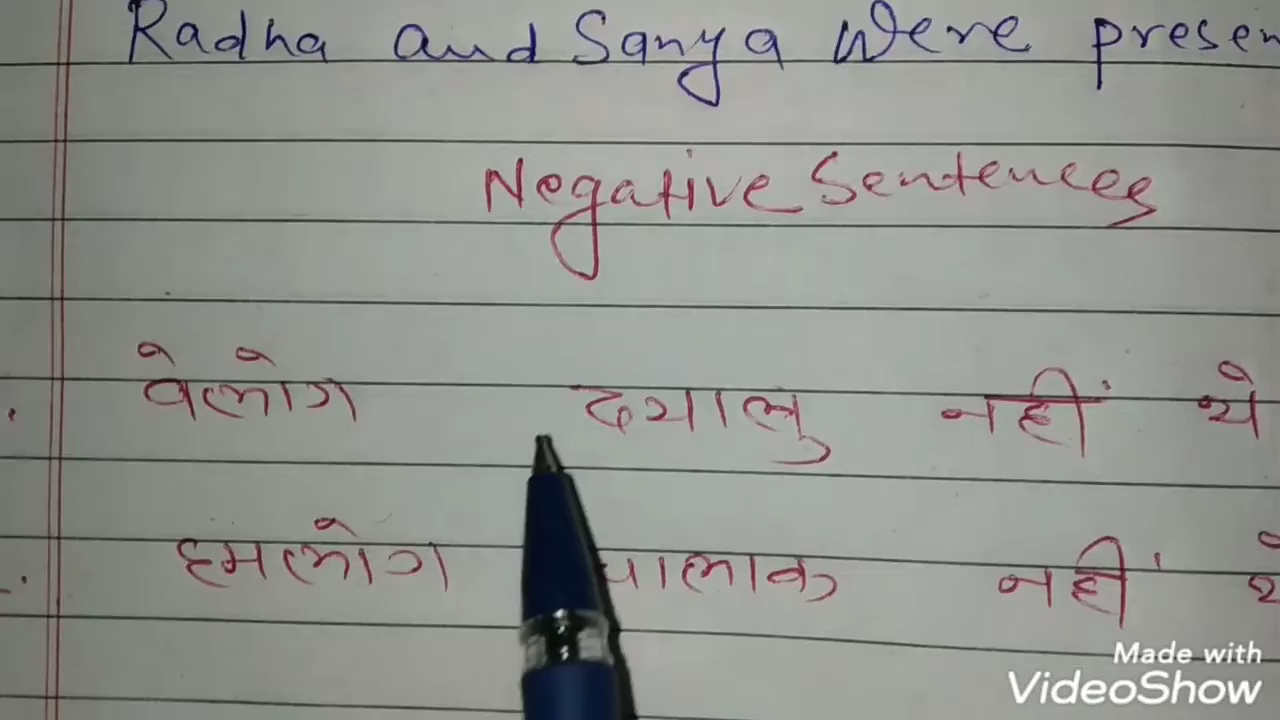 Radha and Sanya were presen
Negative Sentences
वेलोग दयालु नहीं थे
हमलोग चालाक नहीं थे
Made with
VideoShow